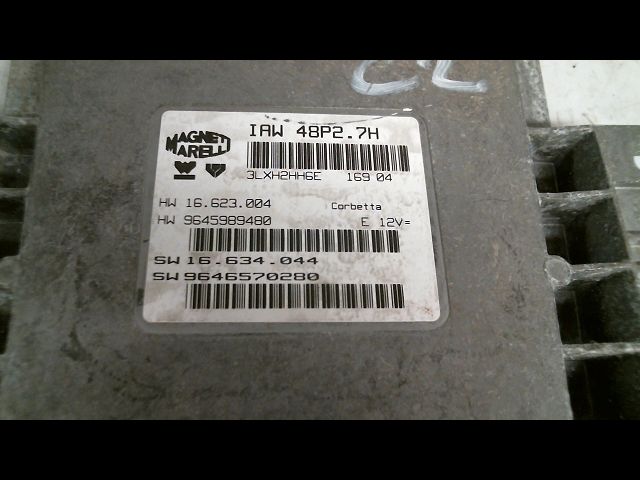 IAW 48P2.7H
MAGNETI
MARELLI
3LXH2HH6E 169 04
HW 16.623.004 Corbetta
HW 9645989480 E 12V=
SW 16.634.044
SW 9646570280